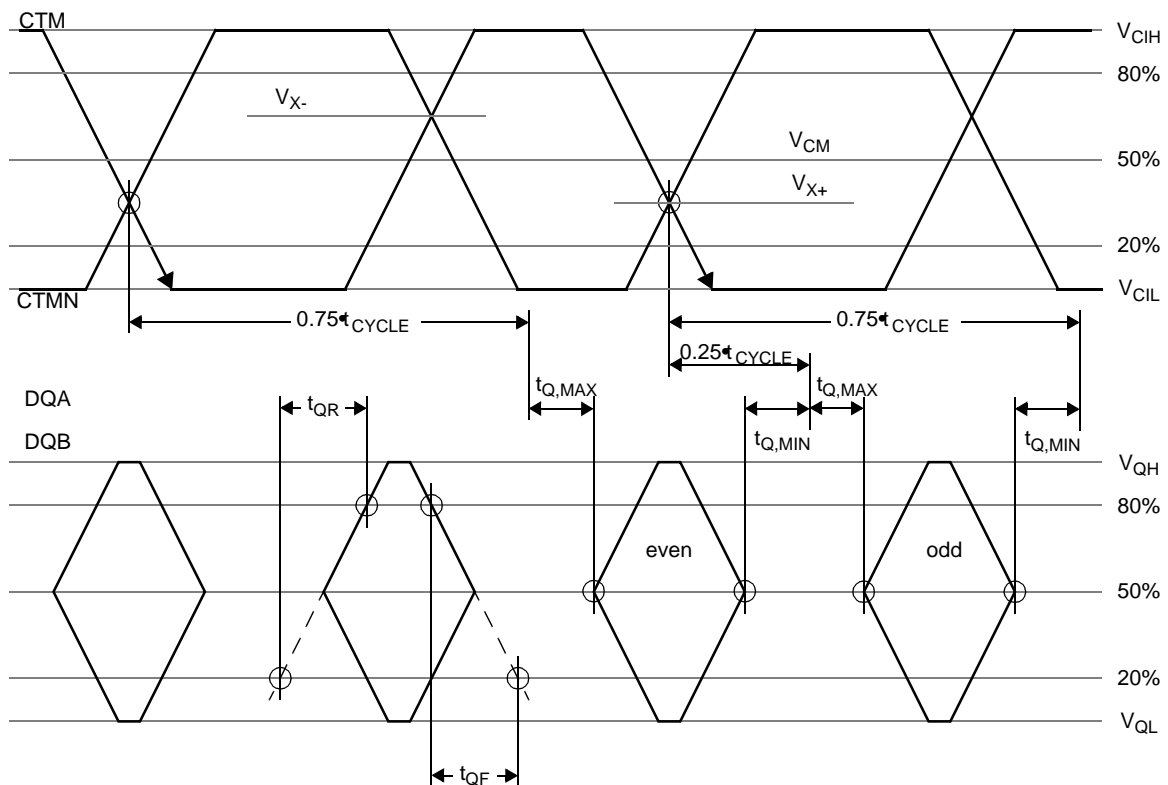 CTM
V_CIH
80%
V_X-
V_CM
50%
V_X+
20%
CTMN
V_CIL
0.75•t_CYCLE
0.75•t_CYCLE
0.25•t_CYCLE
t_Q,MAX
t_Q,MAX
DQA
t_QR
DQB
t_Q,MIN
t_Q,MIN
V_QH
80%
even
odd
50%
20%
V_QL
t_QF